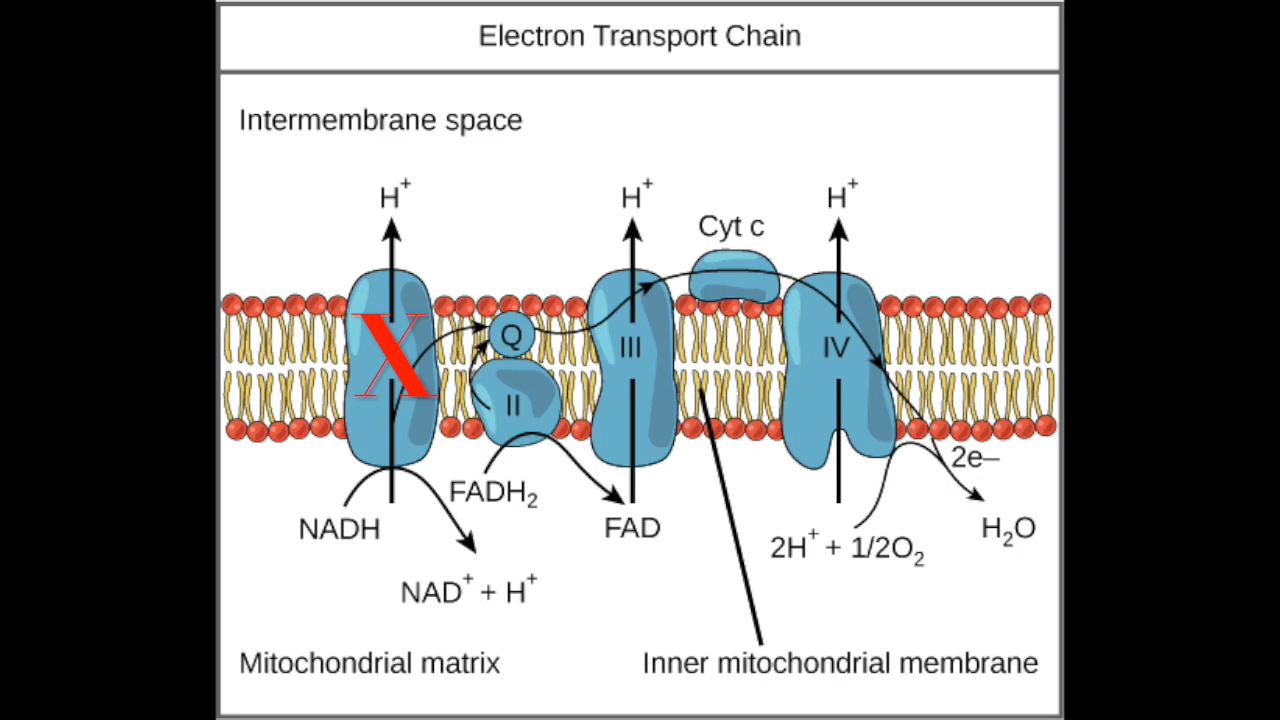 Electron Transport Chain
Intermembrane space
H⁺ H⁺ H⁺
Cyt c
X Q III IV
II
2e–
FADH₂
NADH FAD 2H⁺ + 1/2O₂ H₂O
NAD⁺ + H⁺
Mitochondrial matrix Inner mitochondrial membrane